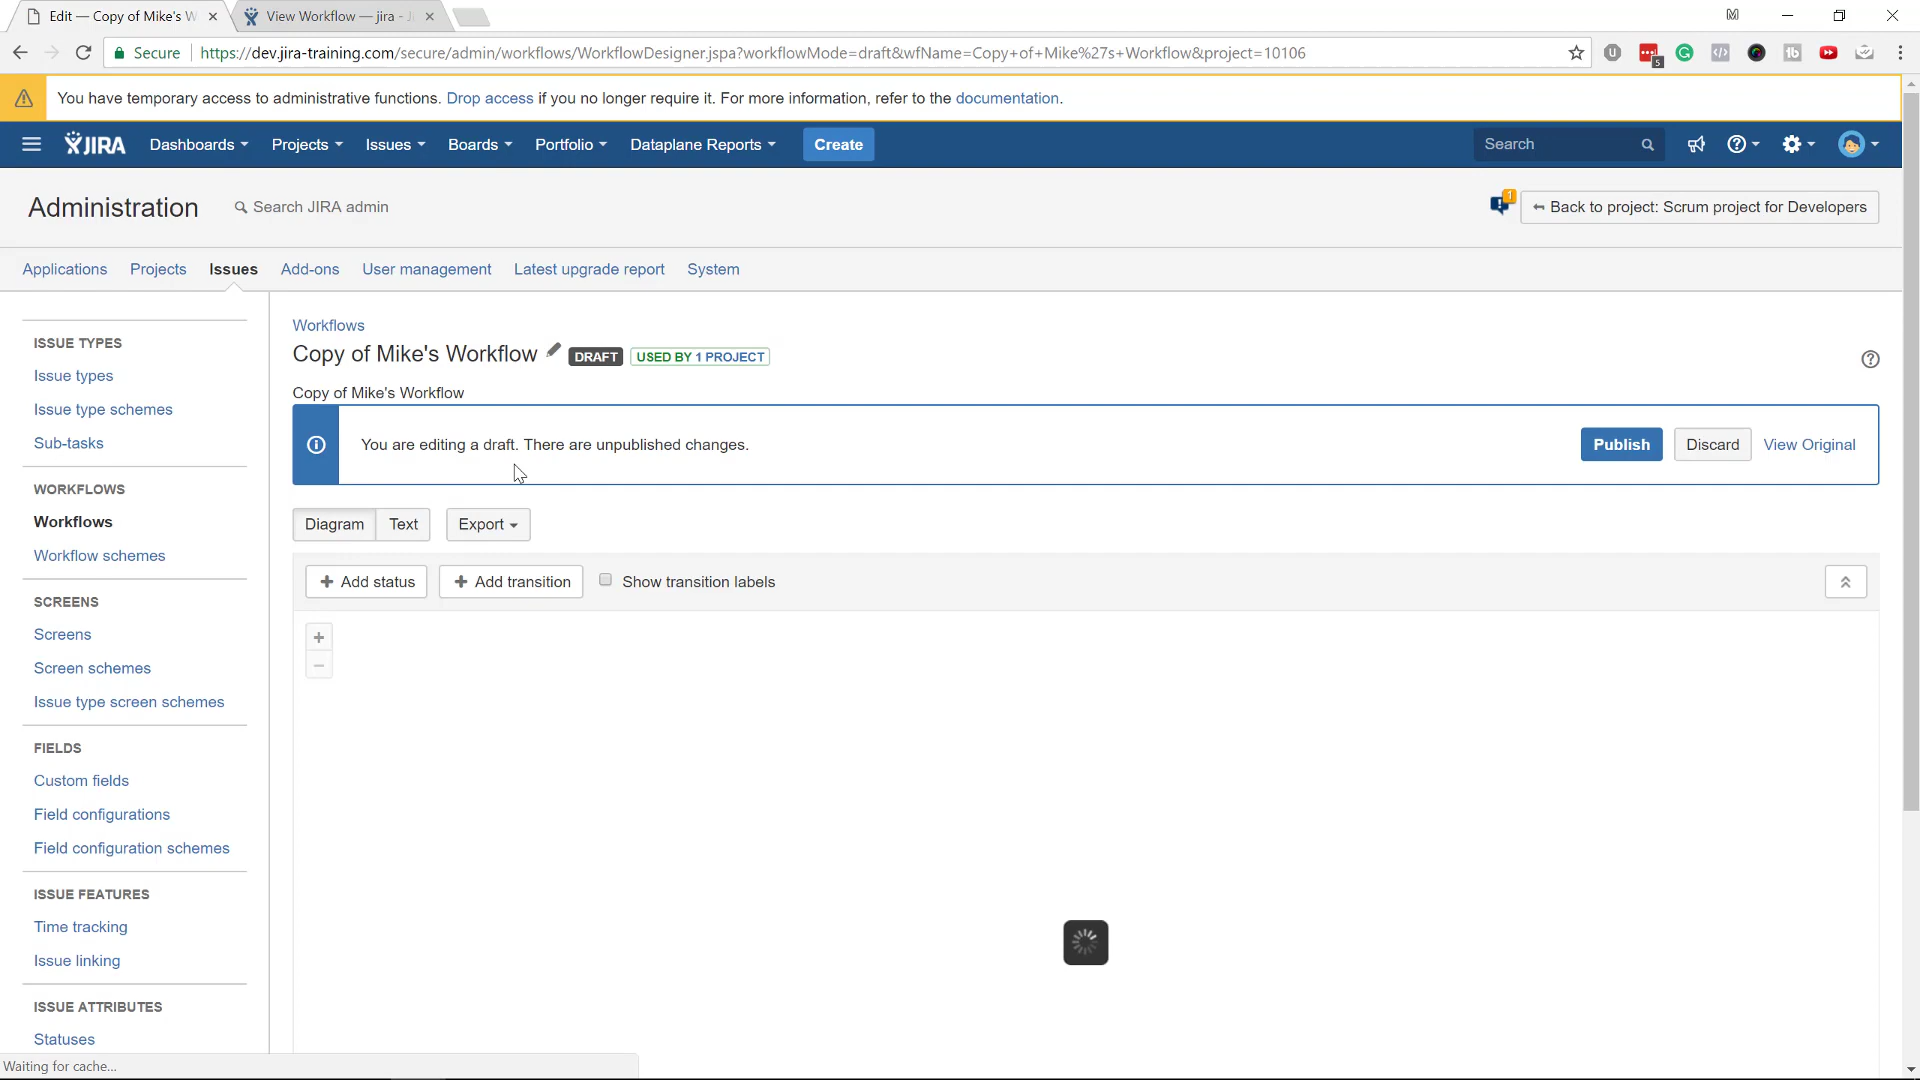 Edit — Copy of Mike's W
View Workflow — jira - J
Secure
https://dev.jira-training.com/secure/admin/workflows/WorkflowDesigner.jspa?workflowMode=draft&wfName=Copy+of+Mike%27s+Workflow&project=10106
5
You have temporary access to administrative functions. Drop access if you no longer require it. For more information, refer to the documentation.
JIRA
Dashboards
Projects
Issues
Boards
Portfolio
Dataplane Reports
Create
Search
Administration
Search JIRA admin
1
Back to project: Scrum project for Developers
Applications
Projects
Issues
Add-ons
User management
Latest upgrade report
System
ISSUE TYPES
Issue types
Issue type schemes
Sub-tasks
WORKFLOWS
Workflows
Workflow schemes
SCREENS
Screens
Screen schemes
Issue type screen schemes
FIELDS
Custom fields
Field configurations
Field configuration schemes
ISSUE FEATURES
Time tracking
Issue linking
ISSUE ATTRIBUTES
Statuses
Workflows
Copy of Mike's Workflow DRAFT USED BY 1 PROJECT
Copy of Mike's Workflow
You are editing a draft. There are unpublished changes.
Publish
Discard
View Original
Diagram
Text
Export
+ Add status
+ Add transition
Show transition labels
+
−
Waiting for cache...